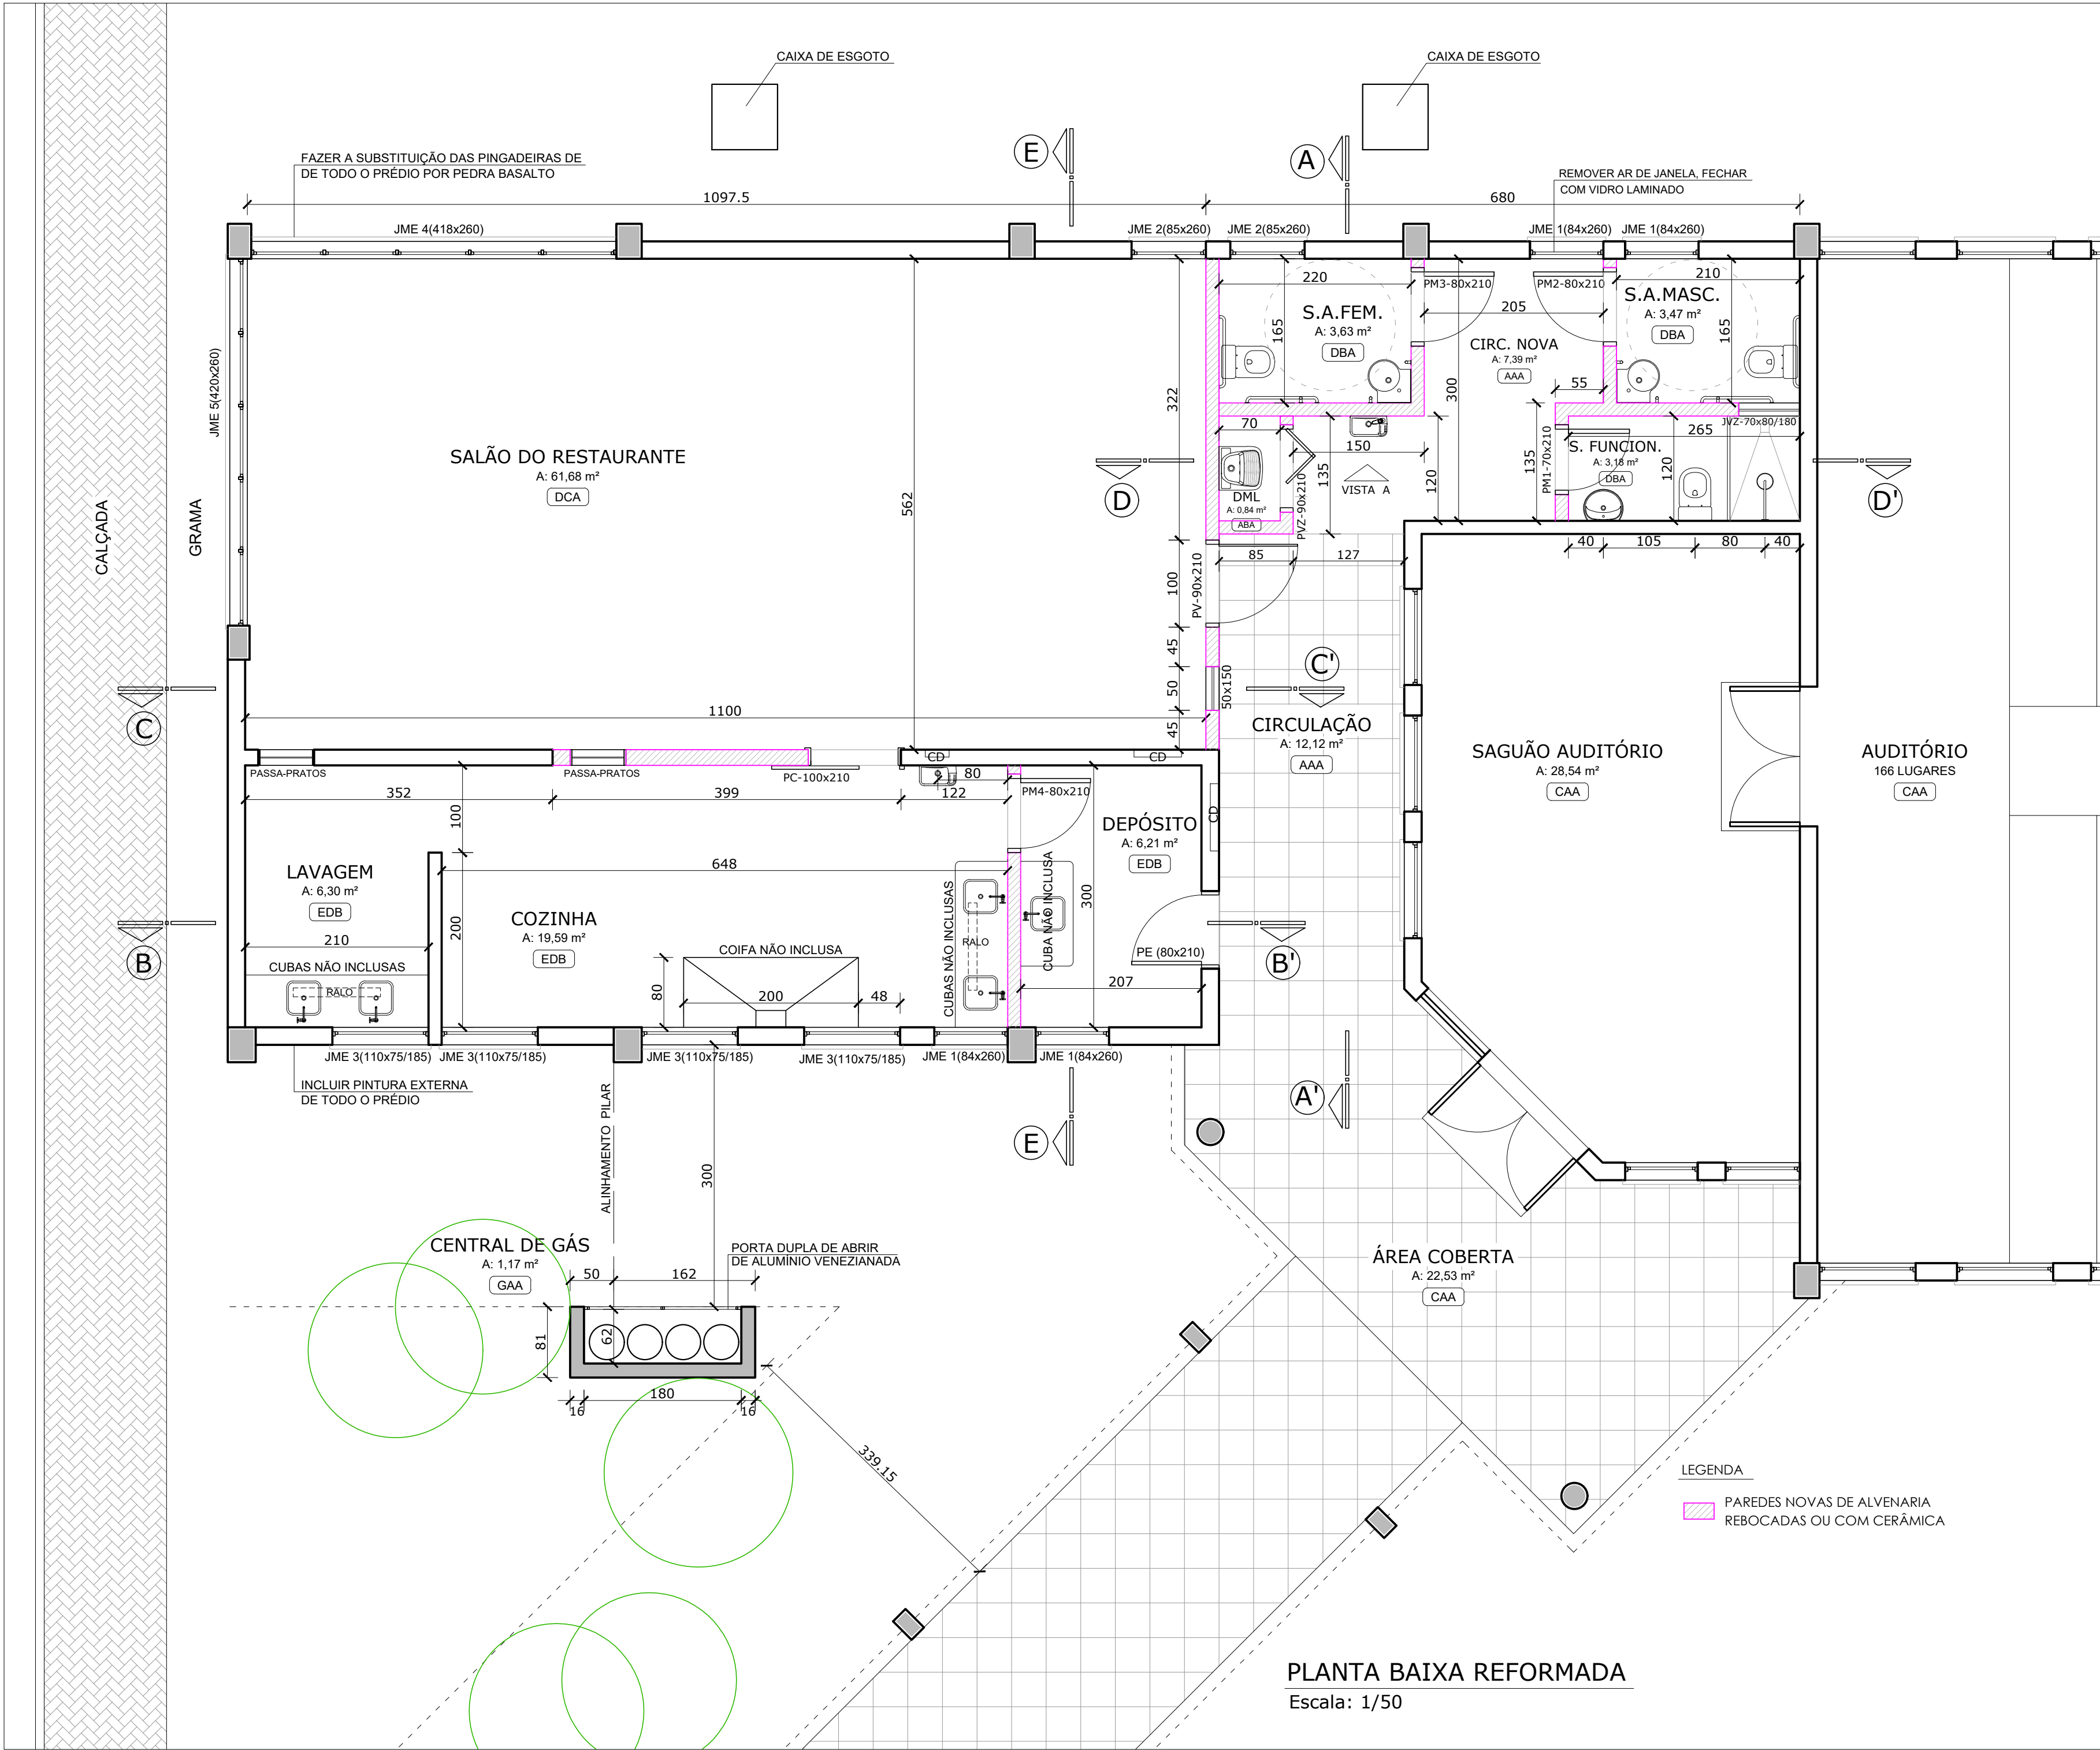 CAIXA DE ESGOTO
CAIXA DE ESGOTO
E
A
FAZER A SUBSTITUIÇÃO DAS PINGADEIRAS DE
DE TODO O PRÉDIO POR PEDRA BASALTO
REMOVER AR DE JANELA, FECHAR
COM VIDRO LAMINADO
1097.5
680
JME 4(418x260)
JME 2(85x260)
JME 2(85x260)
JME 1(84x260)
JME 1(84x260)
220
PM3-80x210
PM2-80x210
210
S.A.FEM.
A: 3,63 m²
DBA
165
205
S.A.MASC.
A: 3,47 m²
DBA
165
CIRC. NOVA
A: 7,39 m²
AAA
300
55
JME 5(420x260)
322
SALÃO DO RESTAURANTE
A: 61,68 m²
DCA
562
70
150
135
VISTA A
120
DML
A: 0,84 m²
ABA
PVZ-90x210
135
PM1-70x210
JVZ-70x80/180
265
S. FUNCION.
A: 3,18 m²
DBA
120
D
D'
CALÇADA
GRAMA
40
105
80
40
85
127
100
PV-90x210
45
50
50x150
45
C
C'
1100
CIRCULAÇÃO
A: 12,12 m²
AAA
SAGUÃO AUDITÓRIO
A: 28,54 m²
CAA
AUDITÓRIO
166 LUGARES
CAA
PASSA-PRATOS
PASSA-PRATOS
PC-100x210
CD
CD
CD
80
352
399
122
PM4-80x210
100
DEPÓSITO
A: 6,21 m²
EDB
648
LAVAGEM
A: 6,30 m²
EDB
COZINHA
A: 19,59 m²
EDB
200
210
CUBAS NÃO INCLUSAS
RALO
COIFA NÃO INCLUSA
80
200
48
CUBAS NÃO INCLUSAS
RALO
CUBA NÃO INCLUSA
300
PE (80x210)
207
B
B'
JME 3(110x75/185)
JME 3(110x75/185)
JME 3(110x75/185)
JME 3(110x75/185)
JME 1(84x260)
JME 1(84x260)
INCLUIR PINTURA EXTERNA
DE TODO O PRÉDIO
ALINHAMENTO PILAR
300
E
A'
CENTRAL DE GÁS
A: 1,17 m²
GAA
PORTA DUPLA DE ABRIR
DE ALUMÍNIO VENEZIANADA
50
162
81
62
16
180
16
339.15
ÁREA COBERTA
A: 22,53 m²
CAA
LEGENDA
PAREDES NOVAS DE ALVENARIA
REBOCADAS OU COM CERÂMICA
PLANTA BAIXA REFORMADA
Escala: 1/50